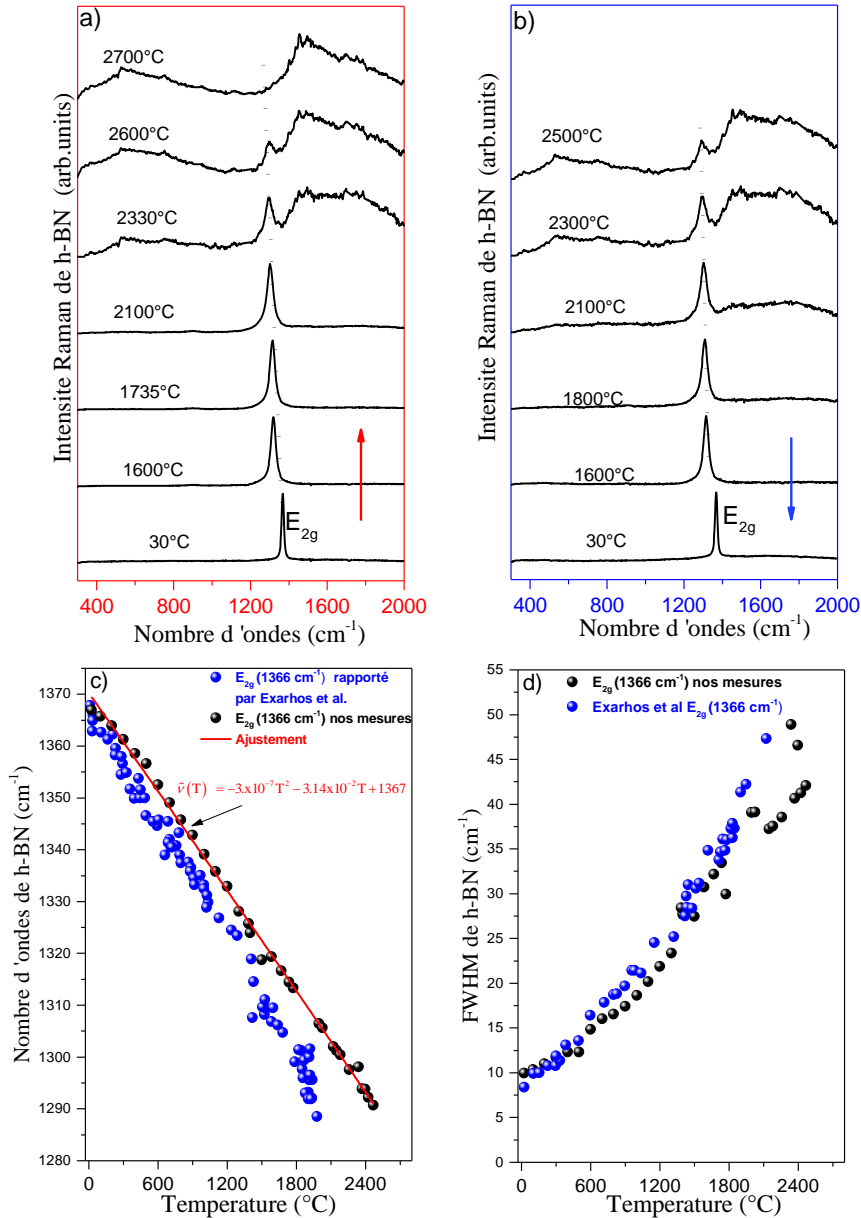 a)
Intensite Raman de h-BN (arb.units)
2700°C
2600°C
2330°C
2100°C
1735°C
1600°C
30°C
E2g
400 800 1200 1600 2000
Nombre d 'ondes (cm-1)
b)
Intensite Raman de h-BN (arb.units)
2500°C
2300°C
2100°C
1800°C
1600°C
30°C
E2g
400 800 1200 1600 2000
Nombre d 'ondes (cm-1)
c)
E2g (1366 cm-1) rapporté
par Exarhos et al.
E2g (1366 cm-1) nos mesures
Ajustement
ν̃(T) = −3.x10-7T2 − 3.14x10-2T + 1367
Nombre d 'ondes de h-BN (cm-1)
1370
1360
1350
1340
1330
1320
1310
1300
1290
1280
0 600 1200 1800 2400
Temperature (°C)
d)
E2g (1366 cm-1) nos mesures
Exarhos et al E2g (1366 cm-1)
FWHM de h-BN (cm-1)
55
50
45
40
35
30
25
20
15
10
5
0
0 600 1200 1800 2400
Temperature (°C)